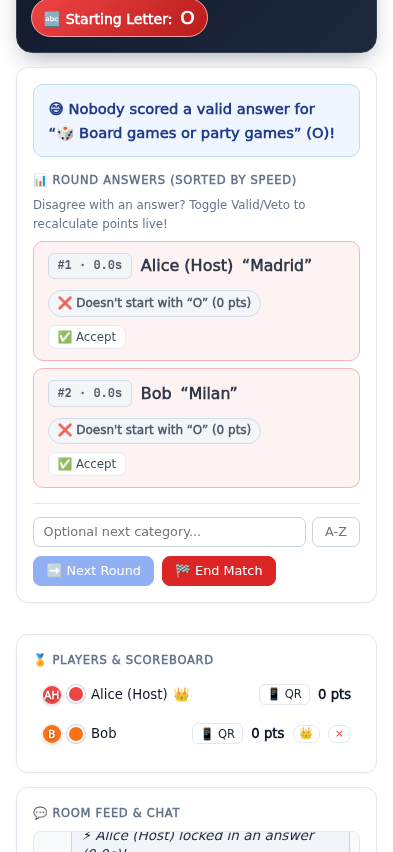 🔤 Starting Letter: O
😅 Nobody scored a valid answer for
“🎲 Board games or party games” (O)!
📊 ROUND ANSWERS (SORTED BY SPEED)
Disagree with an answer? Toggle Valid/Veto to
recalculate points live!
#1 · 0.0s Alice (Host) “Madrid”
❌ Doesn't start with “O” (0 pts)
✅ Accept
#2 · 0.0s Bob “Milan”
❌ Doesn't start with “O” (0 pts)
✅ Accept
Optional next category... A-Z
➡️ Next Round 🏁 End Match
🏅 PLAYERS & SCOREBOARD
AH Alice (Host) 👑 📱 QR 0 pts
B Bob 📱 QR 0 pts 👑 ✕
💬 ROOM FEED & CHAT
⚡ Alice (Host) locked in an answer
(0.0s)!